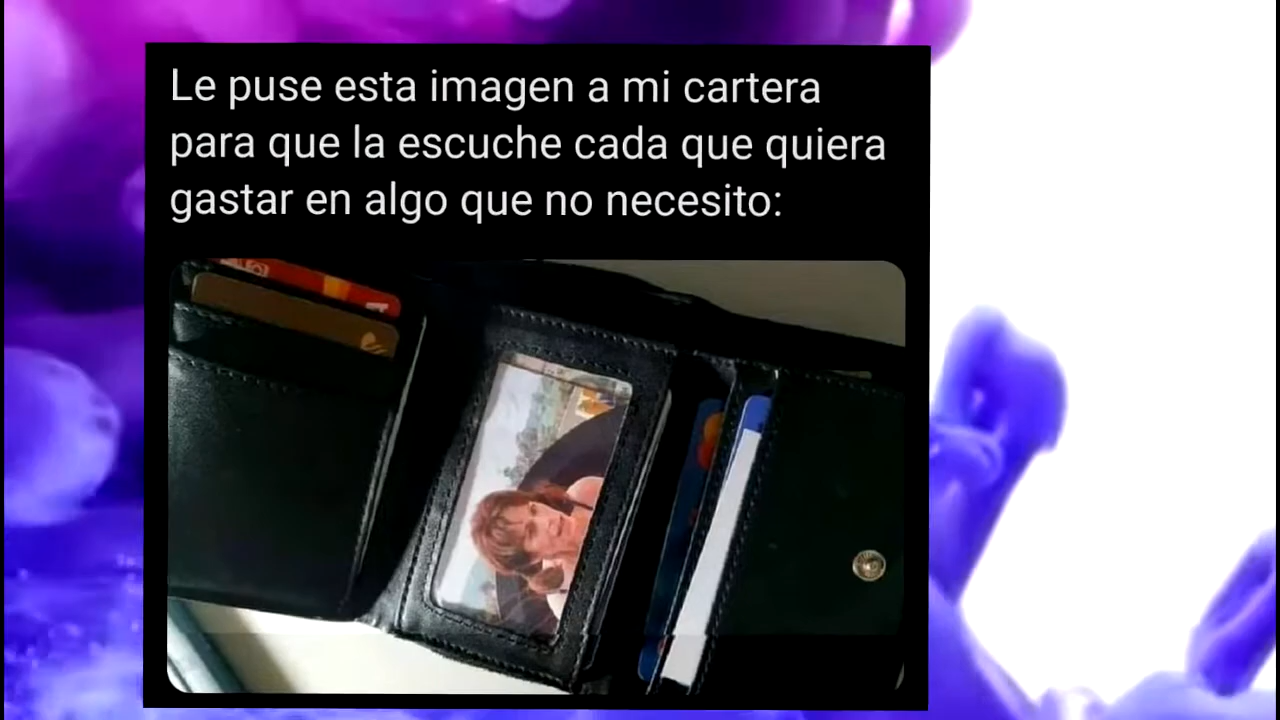 Le puse esta imagen a mi cartera
para que la escuche cada que quiera
gastar en algo que no necesito: